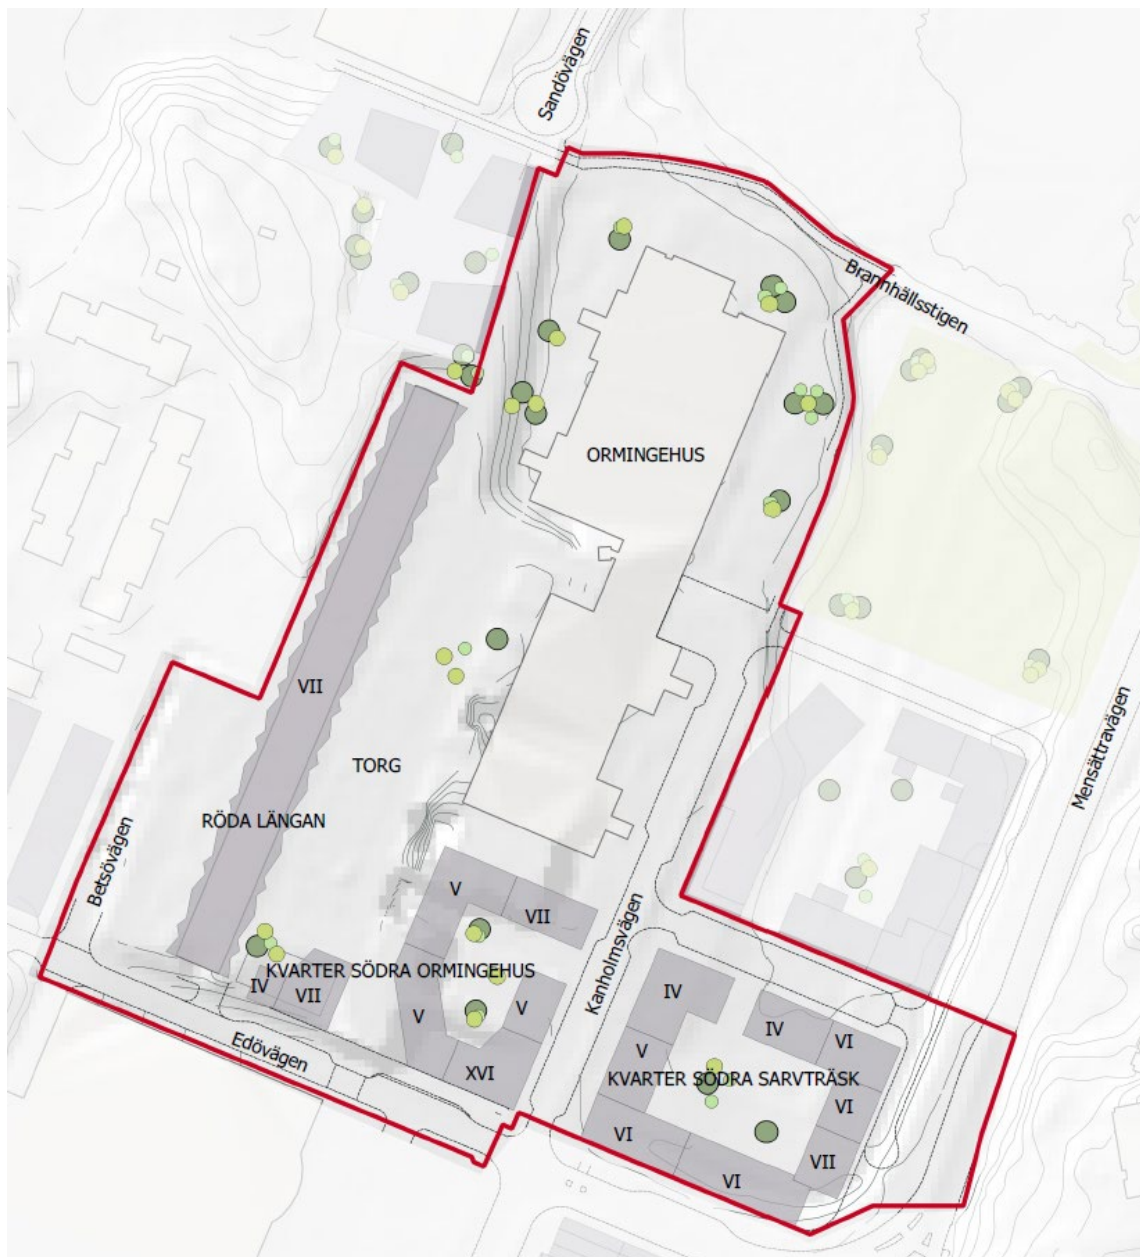 Sandövägen
Brannhällsstigen
ORMINGEHUS
VII
Mensättravägen
TORG
RÖDA LÄNGAN
Betsövägen
V
VII
Kanholmsvägen
KVARTER SÖDRA ORMINGEHUS
IV
VII
V
V
IV
IV
VI
Edövägen
XVI
V
KVARTER SÖDRA SARVTRÄSK
VI
VI
VII
VI